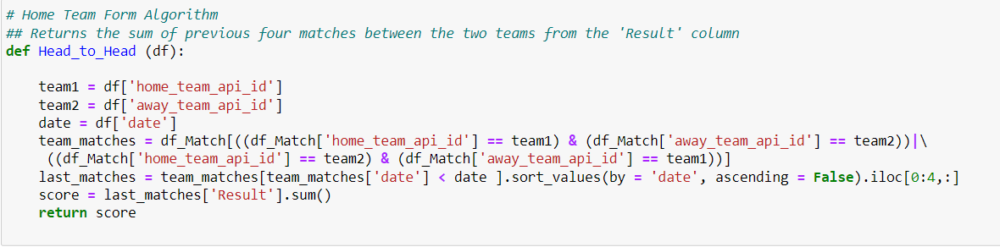 # Home Team Form Algorithm
## Returns the sum of previous four matches between the two teams from the 'Result' column
def Head_to_Head (df):
team1 = df['home_team_api_id']
team2 = df['away_team_api_id']
date = df['date']
team_matches = df_Match[((df_Match['home_team_api_id'] == team1) & (df_Match['away_team_api_id'] == team2))|\
((df_Match['home_team_api_id'] == team2) & (df_Match['away_team_api_id'] == team1))]
last_matches = team_matches[team_matches['date'] < date ].sort_values(by = 'date', ascending = False).iloc[0:4,:]
score = last_matches['Result'].sum()
return score